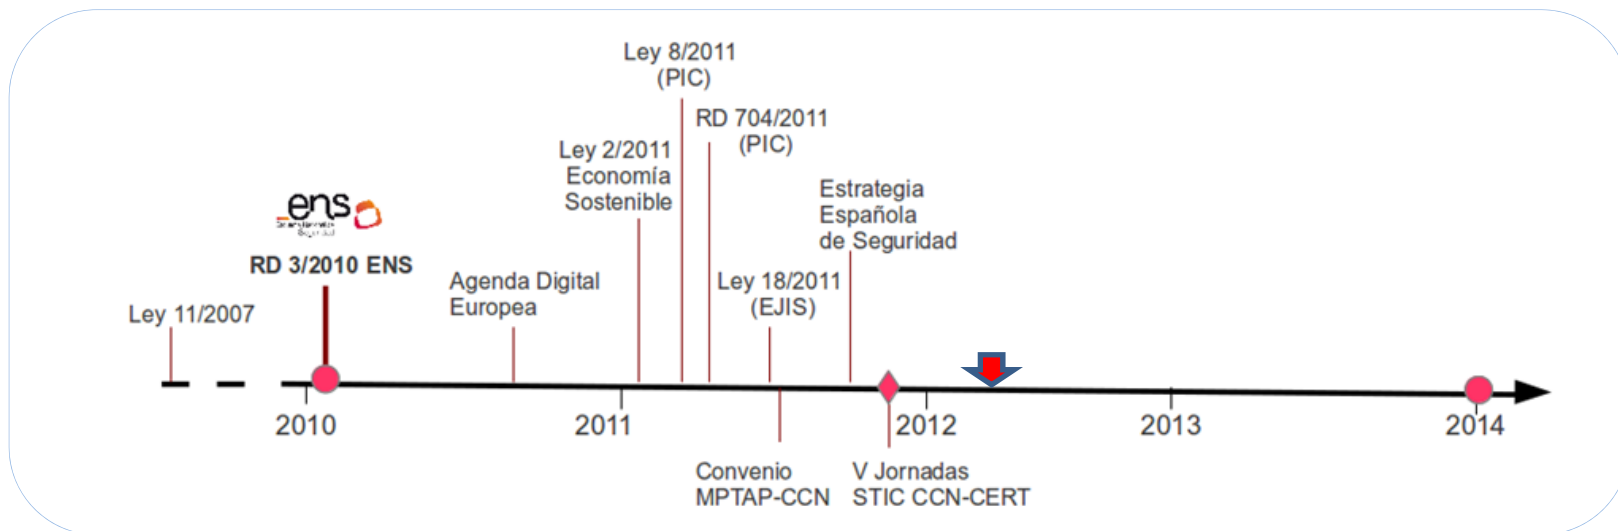 Ley 8/2011
(PIC)
RD 704/2011
(PIC)
Ley 2/2011
Economía
Sostenible
Estrategia
Española
de Seguridad
ens
RD 3/2010 ENS
Agenda Digital
Europea
Ley 18/2011
(EJIS)
Ley 11/2007
2010
2011
2012
2013
2014
Convenio
MPTAP-CCN
V Jornadas
STIC CCN-CERT